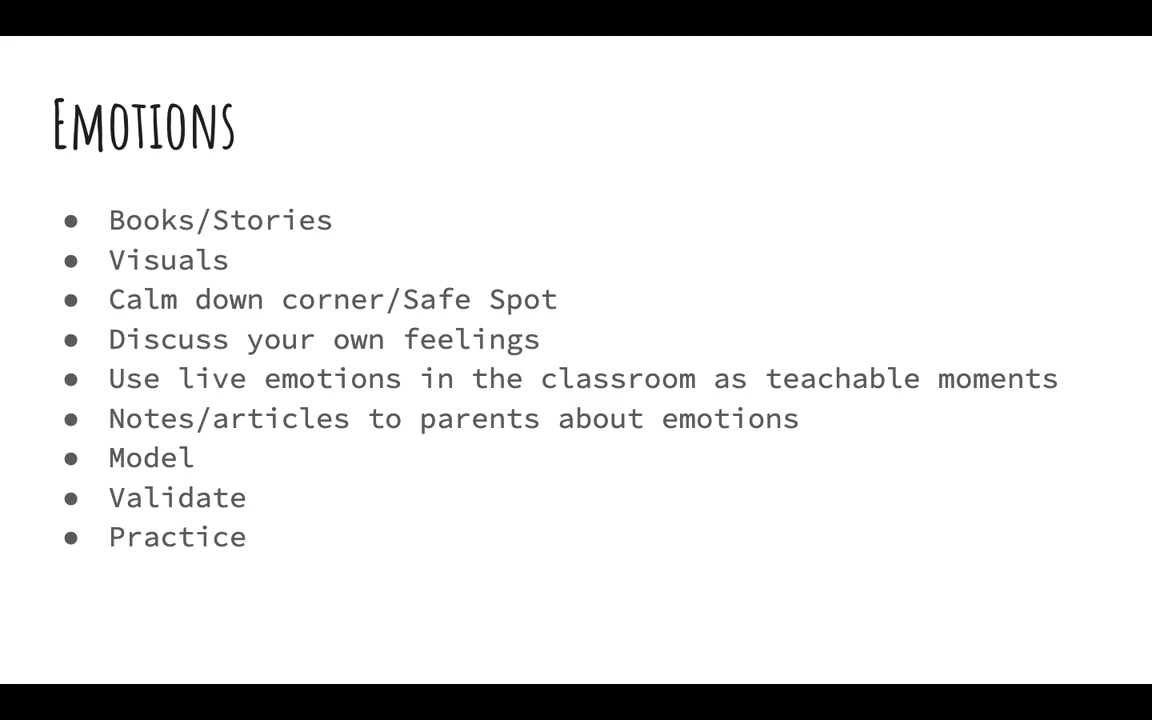 Emotions
● Books/Stories
● Visuals
● Calm down corner/Safe Spot
● Discuss your own feelings
● Use live emotions in the classroom as teachable moments
● Notes/articles to parents about emotions
● Model
● Validate
● Practice